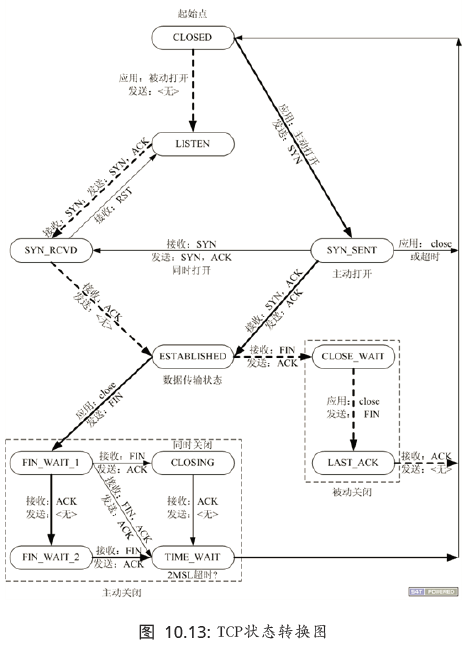 起始点
CLOSED
应用：被动打开
发送：<无>
应用：主动打开
发送：SYN
LISTEN
接收：SYN，发送：SYN，ACK
接收：RST
SYN_RCVD
接收：SYN
发送：SYN，ACK
同时打开
SYN_SENT
主动打开
应用：close
或超时
接收：ACK
发送：<无>
接收：SYN，ACK
发送：ACK
ESTABLISHED
数据传输状态
接收：FIN
发送：ACK
CLOSE_WAIT
应用：close
发送：FIN
应用：close
发送：FIN
LAST_ACK
被动关闭
接收：ACK
发送：<无>
同时关闭
FIN_WAIT_1
接收：FIN
发送：ACK
CLOSING
接收：ACK
发送：<无>
接收：FIN，ACK
发送：ACK
接收：ACK
发送：<无>
FIN_WAIT_2
接收：FIN
发送：ACK
TIME_WAIT
2MSL超时?
主动关闭
POWERED
图 10.13: TCP状态转换图